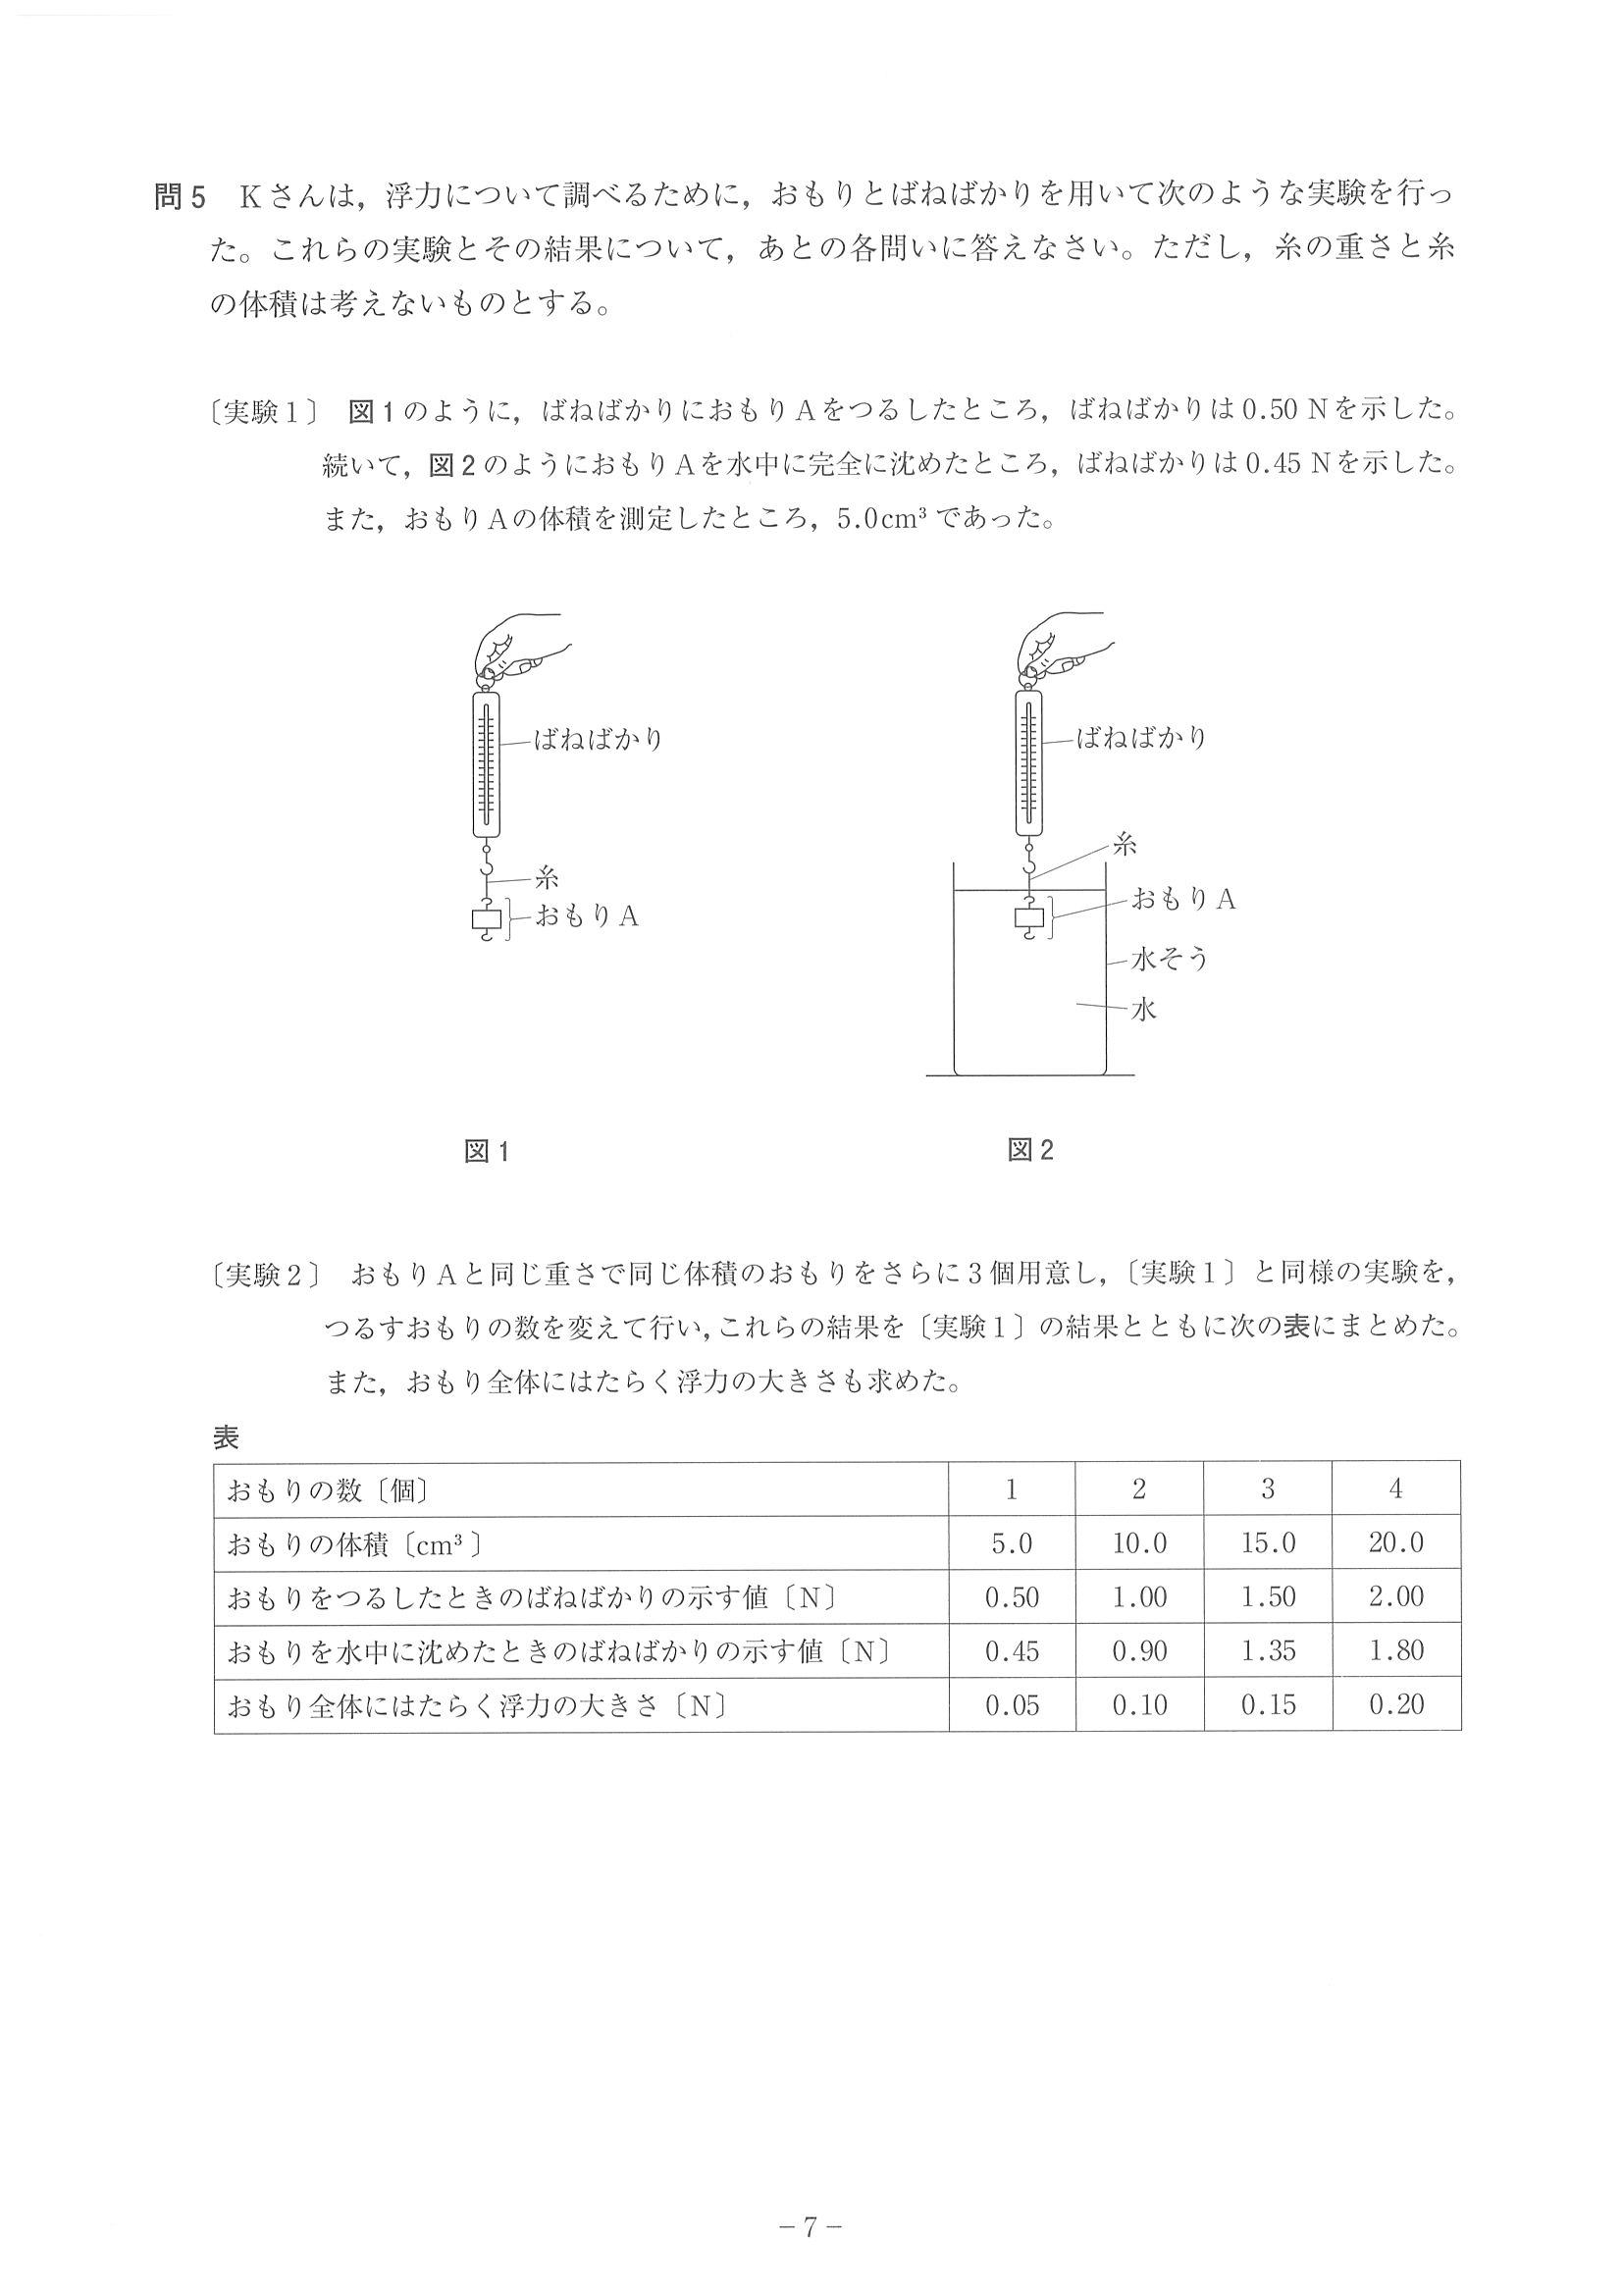 問5 Kさんは，浮力について調べるために，おもりとばねばかりを用いて次のような実験を行っ
た。これらの実験とその結果について，あとの各問いに答えなさい。ただし，糸の重さと糸
の体積は考えないものとする。
〔実験1〕 図1のように，ばねばかりにおもりAをつるしたところ，ばねばかりは0.50 Nを示した。
続いて，図2のようにおもりAを水中に完全に沈めたところ，ばねばかりは0.45 Nを示した。
また，おもりAの体積を測定したところ，5.0cm³であった。
ばねばかり
糸
おもりA
図1
ばねばかり
糸
おもりA
水そう
水
図2
〔実験2〕 おもりAと同じ重さで同じ体積のおもりをさらに3個用意し，〔実験1〕と同様の実験を，
つるすおもりの数を変えて行い，これらの結果を〔実験1〕の結果とともに次の表にまとめた。
また，おもり全体にはたらく浮力の大きさも求めた。
表
おもりの数〔個〕 1 2 3 4
おもりの体積〔cm³〕 5.0 10.0 15.0 20.0
おもりをつるしたときのばねばかりの示す値〔N〕 0.50 1.00 1.50 2.00
おもりを水中に沈めたときのばねばかりの示す値〔N〕 0.45 0.90 1.35 1.80
おもり全体にはたらく浮力の大きさ〔N〕 0.05 0.10 0.15 0.20
－7－